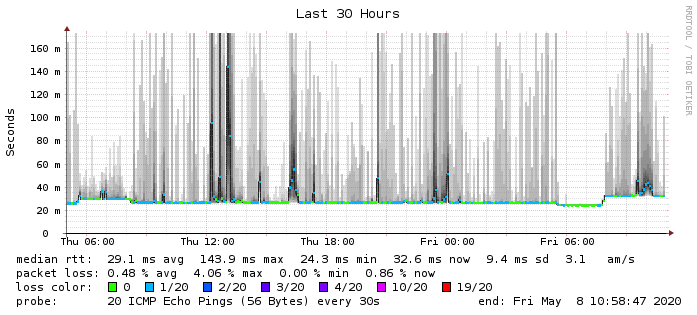 Last 30 Hours
RRDTOOL / TOBI OETIKER
Seconds
160 m
140 m
120 m
100 m
80 m
60 m
40 m
20 m
0
Thu 06:00 Thu 12:00 Thu 18:00 Fri 00:00 Fri 06:00
median rtt: 29.1 ms avg 143.9 ms max 24.3 ms min 32.6 ms now 9.4 ms sd 3.1 am/s
packet loss: 0.48 % avg 4.06 % max 0.00 % min 0.86 % now
loss color: 0 1/20 2/20 3/20 4/20 10/20 19/20
probe: 20 ICMP Echo Pings (56 Bytes) every 30s end: Fri May 8 10:58:47 2020